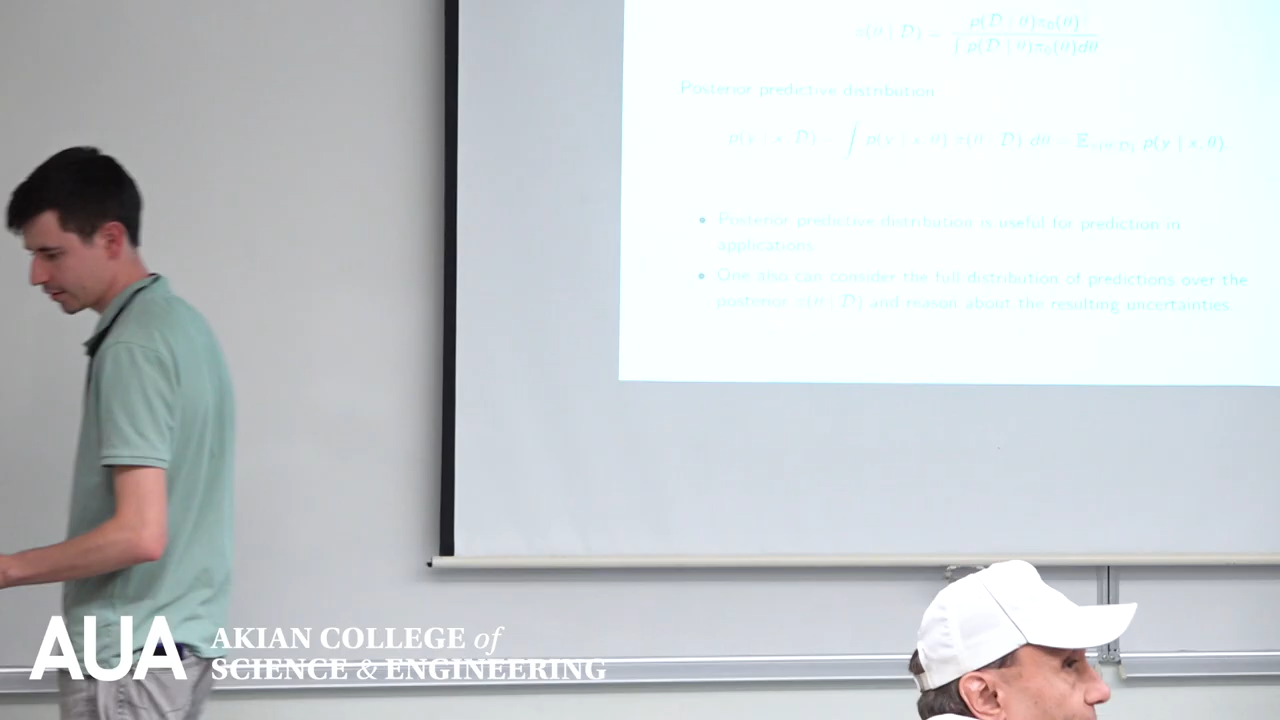 π(θ | D) = p(D | θ)π₀(θ) / ∫ p(D | θ)π₀(θ)dθ
Posterior predictive distribution
p(y | x, D) = ∫ p(y | x, θ) π(θ | D) dθ = 𝔼π(θ|D) p(y | x, θ)
• Posterior predictive distribution is useful for prediction in
applications
• One also can consider the full distribution of predictions over the
posterior π(θ | D) and reason about the resulting uncertainties
AUA AKIAN COLLEGE of
SCIENCE & ENGINEERING